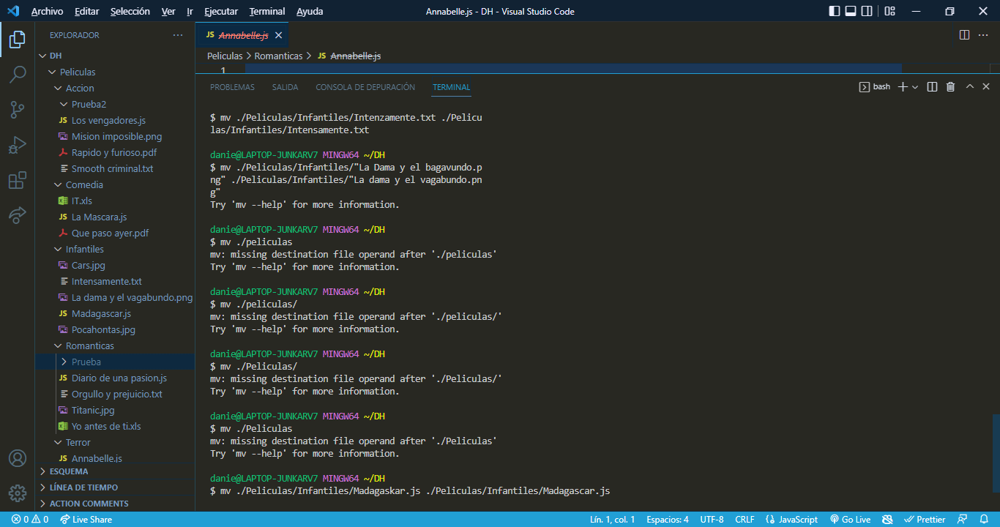 Archivo Editar Selección Ver Ir Ejecutar Terminal Ayuda
Annabelle.js - DH - Visual Studio Code
EXPLORADOR
DH
Peliculas
Accion
Prueba2
JS Los vengadores.js
Mision imposible.png
Rapido y furioso.pdf
Smooth criminal.txt
Comedia
IT.xls
JS La Mascara.js
Que paso ayer.pdf
Infantiles
Cars.jpg
Intensamente.txt
La dama y el vagabundo.png
JS Madagascar.js
Pocahontas.jpg
Romanticas
Prueba
JS Diario de una pasion.js
Orgullo y prejuicio.txt
Titanic.jpg
Yo antes de ti.xls
Terror
JS Annabelle.js
ESQUEMA
LÍNEA DE TIEMPO
ACTION COMMENTS
JS Annabelle.js
Peliculas > Romanticas > JS Annabelle.js
1
PROBLEMAS SALIDA CONSOLA DE DEPURACIÓN TERMINAL
bash
$ mv ./Peliculas/Infantiles/Intenzamente.txt ./Pelicu
las/Infantiles/Intensamente.txt
danie@LAPTOP-JUNKARV7 MINGW64 ~/DH
$ mv ./Peliculas/Infantiles/"La Dama y el bagavundo.p
ng" ./Peliculas/Infantiles/"La dama y el vagabundo.pn
g"
Try 'mv --help' for more information.
danie@LAPTOP-JUNKARV7 MINGW64 ~/DH
$ mv ./peliculas
mv: missing destination file operand after './peliculas'
Try 'mv --help' for more information.
danie@LAPTOP-JUNKARV7 MINGW64 ~/DH
$ mv ./peliculas/
mv: missing destination file operand after './peliculas/'
Try 'mv --help' for more information.
danie@LAPTOP-JUNKARV7 MINGW64 ~/DH
$ mv ./Peliculas/
mv: missing destination file operand after './Peliculas/'
Try 'mv --help' for more information.
danie@LAPTOP-JUNKARV7 MINGW64 ~/DH
$ mv ./Peliculas
mv: missing destination file operand after './Peliculas'
Try 'mv --help' for more information.
danie@LAPTOP-JUNKARV7 MINGW64 ~/DH
$ mv ./Peliculas/Infantiles/Madagaskar.js ./Peliculas/Infantiles/Madagascar.js
0 0 Live Share
Lín. 1, col. 1 Espacios: 4 UTF-8 CRLF {} JavaScript Go Live Prettier